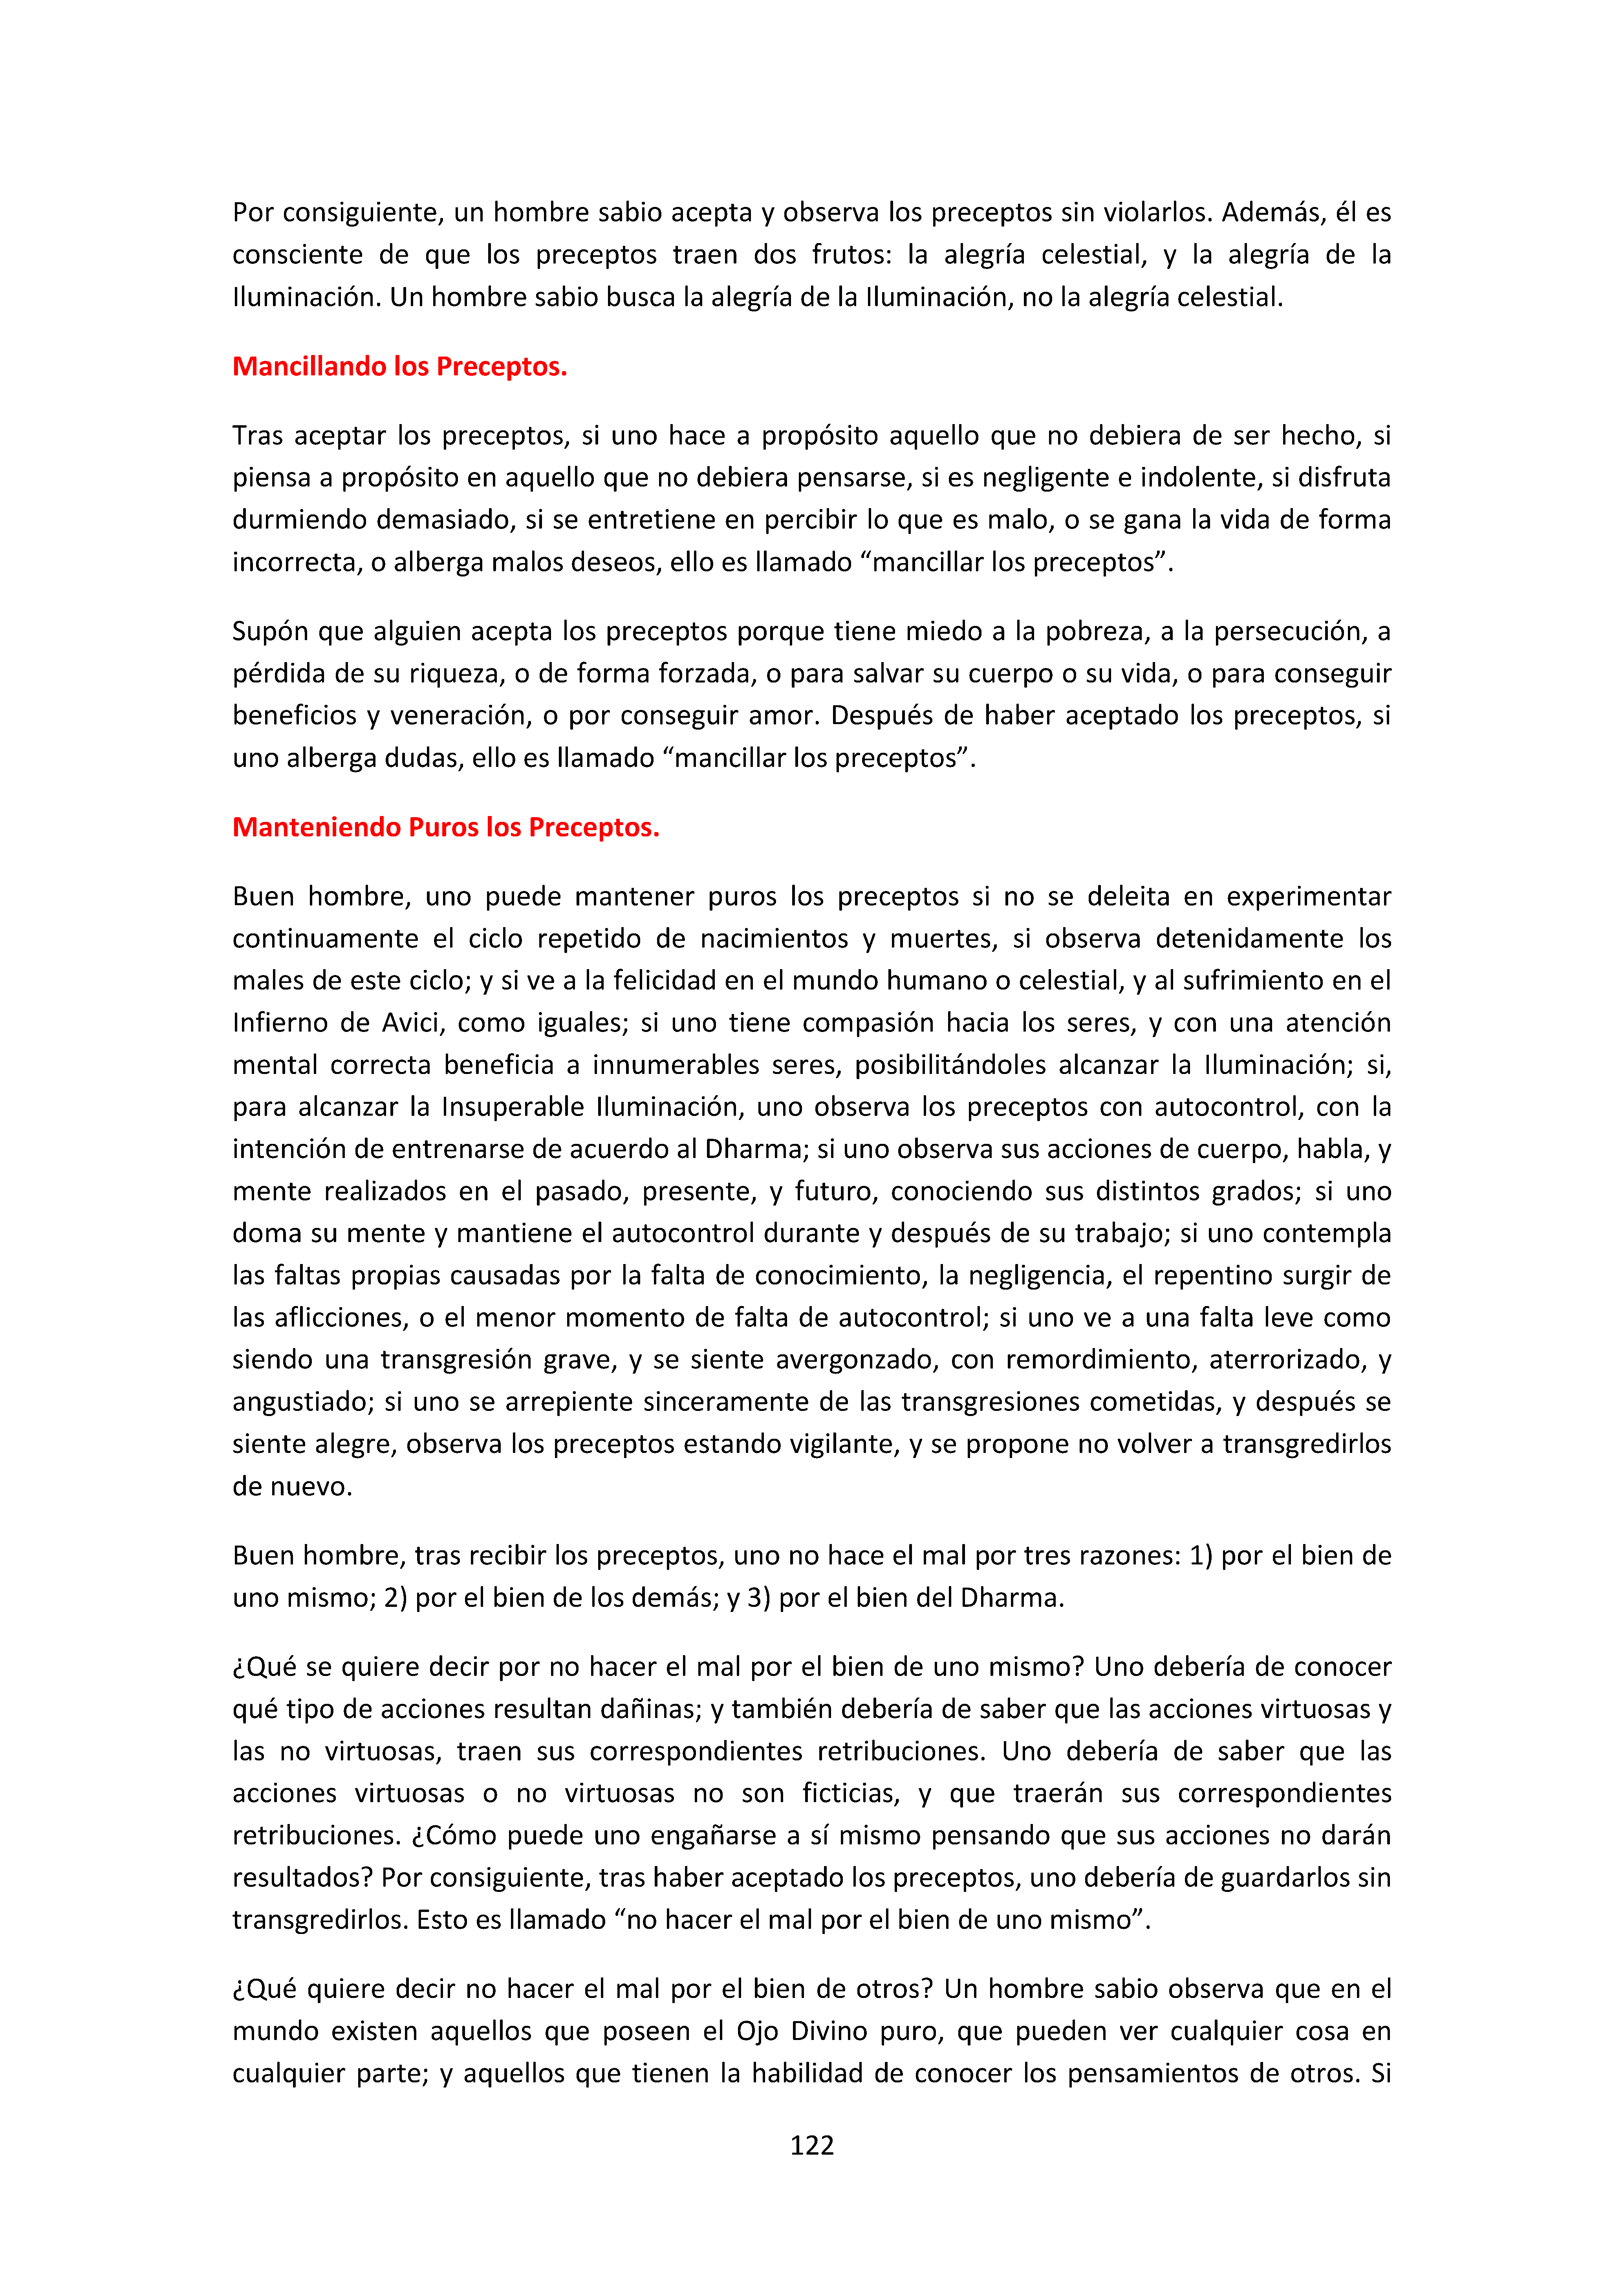 Por consiguiente, un hombre sabio acepta y observa los preceptos sin violarlos. Además, él es
consciente de que los preceptos traen dos frutos: la alegría celestial, y la alegría de la
Iluminación. Un hombre sabio busca la alegría de la Iluminación, no la alegría celestial.
Mancillando los Preceptos.
Tras aceptar los preceptos, si uno hace a propósito aquello que no debiera de ser hecho, si
piensa a propósito en aquello que no debiera pensarse, si es negligente e indolente, si disfruta
durmiendo demasiado, si se entretiene en percibir lo que es malo, o se gana la vida de forma
incorrecta, o alberga malos deseos, ello es llamado “mancillar los preceptos”.
Supón que alguien acepta los preceptos porque tiene miedo a la pobreza, a la persecución, a
pérdida de su riqueza, o de forma forzada, o para salvar su cuerpo o su vida, o para conseguir
beneficios y veneración, o por conseguir amor. Después de haber aceptado los preceptos, si
uno alberga dudas, ello es llamado “mancillar los preceptos”.
Manteniendo Puros los Preceptos.
Buen hombre, uno puede mantener puros los preceptos si no se deleita en experimentar
continuamente el ciclo repetido de nacimientos y muertes, si observa detenidamente los
males de este ciclo; y si ve a la felicidad en el mundo humano o celestial, y al sufrimiento en el
Infierno de Avici, como iguales; si uno tiene compasión hacia los seres, y con una atención
mental correcta beneficia a innumerables seres, posibilitándoles alcanzar la Iluminación; si,
para alcanzar la Insuperable Iluminación, uno observa los preceptos con autocontrol, con la
intención de entrenarse de acuerdo al Dharma; si uno observa sus acciones de cuerpo, habla, y
mente realizados en el pasado, presente, y futuro, conociendo sus distintos grados; si uno
doma su mente y mantiene el autocontrol durante y después de su trabajo; si uno contempla
las faltas propias causadas por la falta de conocimiento, la negligencia, el repentino surgir de
las aflicciones, o el menor momento de falta de autocontrol; si uno ve a una falta leve como
siendo una transgresión grave, y se siente avergonzado, con remordimiento, aterrorizado, y
angustiado; si uno se arrepiente sinceramente de las transgresiones cometidas, y después se
siente alegre, observa los preceptos estando vigilante, y se propone no volver a transgredirlos
de nuevo.
Buen hombre, tras recibir los preceptos, uno no hace el mal por tres razones: 1) por el bien de
uno mismo; 2) por el bien de los demás; y 3) por el bien del Dharma.
¿Qué se quiere decir por no hacer el mal por el bien de uno mismo? Uno debería de conocer
qué tipo de acciones resultan dañinas; y también debería de saber que las acciones virtuosas y
las no virtuosas, traen sus correspondientes retribuciones. Uno debería de saber que las
acciones virtuosas o no virtuosas no son ficticias, y que traerán sus correspondientes
retribuciones. ¿Cómo puede uno engañarse a sí mismo pensando que sus acciones no darán
resultados? Por consiguiente, tras haber aceptado los preceptos, uno debería de guardarlos sin
transgredirlos. Esto es llamado “no hacer el mal por el bien de uno mismo”.
¿Qué quiere decir no hacer el mal por el bien de otros? Un hombre sabio observa que en el
mundo existen aquellos que poseen el Ojo Divino puro, que pueden ver cualquier cosa en
cualquier parte; y aquellos que tienen la habilidad de conocer los pensamientos de otros. Si
122